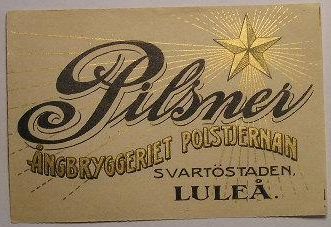 Pilsner
ÅNGBRYGGERIET POLSTJERNAN
SVARTÖSTADEN,
LULEÅ.